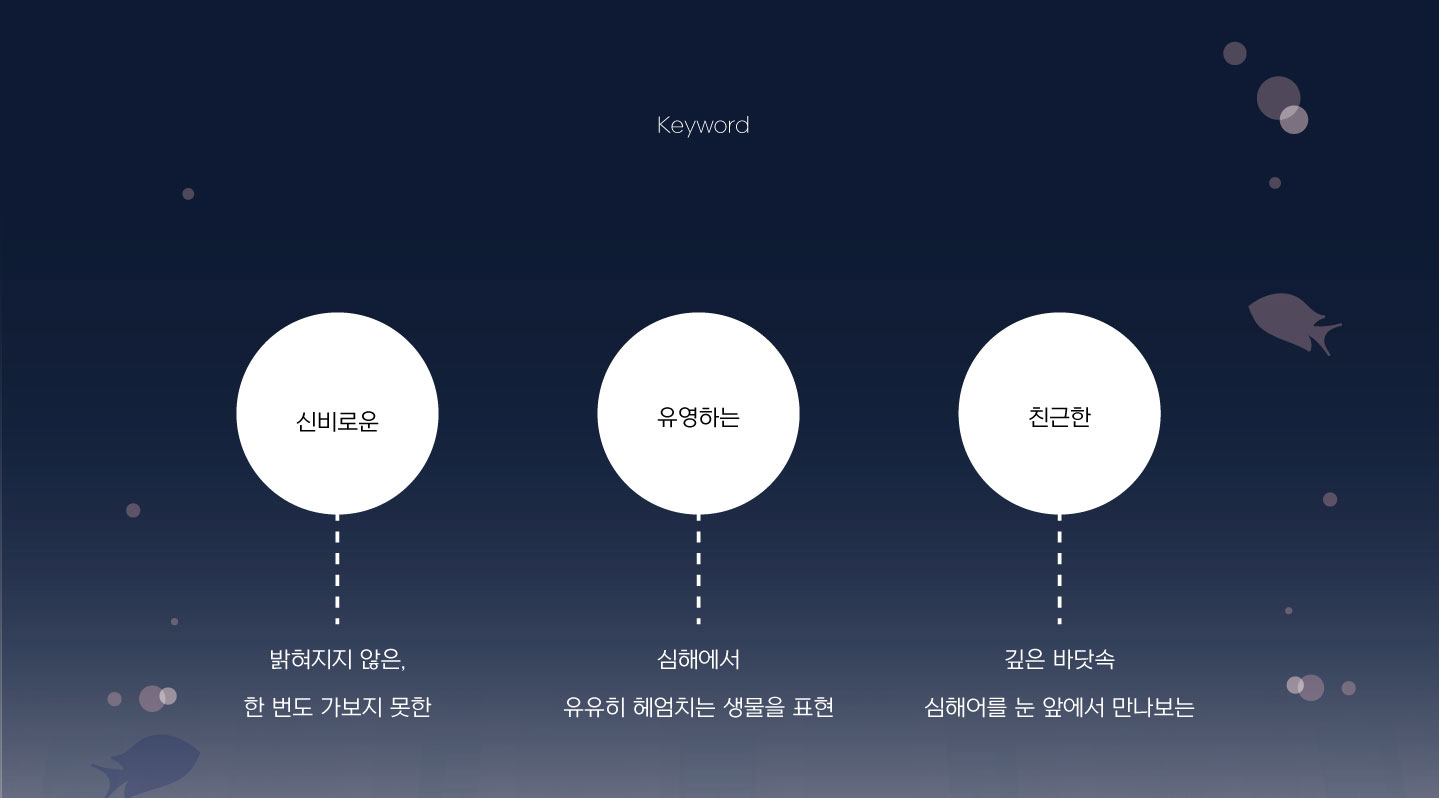 Keyword
신비로운
유영하는
친근한
밝혀지지 않은,
한 번도 가보지 못한
심해에서
유유히 헤엄치는 생물을 표현
깊은 바닷속
심해어를 눈 앞에서 만나보는